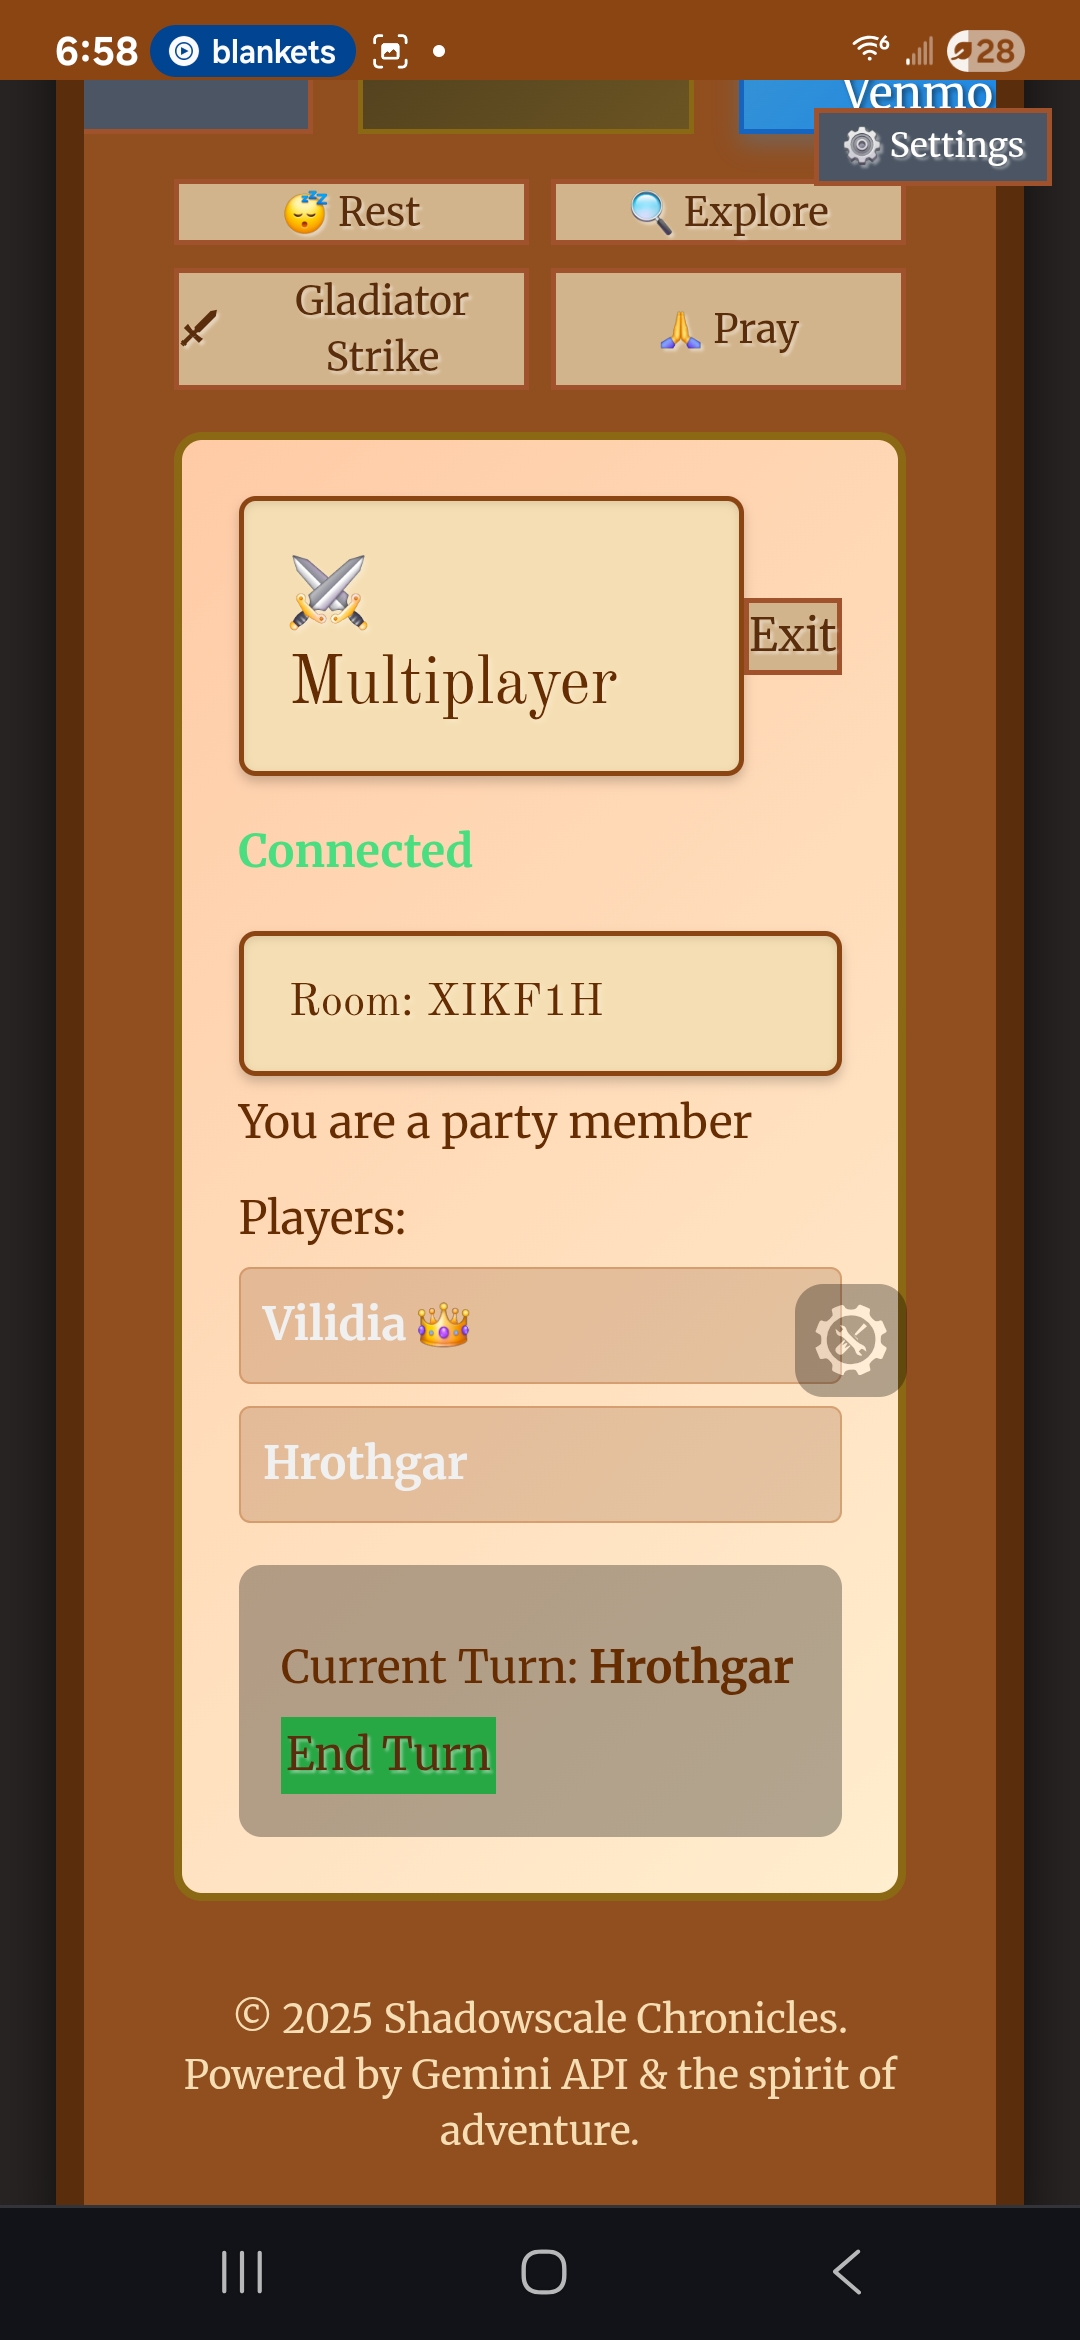 6:58 blankets 28
Venmo
Settings
Rest Explore
Gladiator
Strike
Pray
Multiplayer
Exit
Connected
Room: XIKF1H
You are a party member
Players:
Vilidia
Hrothgar
Current Turn: Hrothgar
End Turn
© 2025 Shadowscale Chronicles.
Powered by Gemini API & the spirit of
adventure.